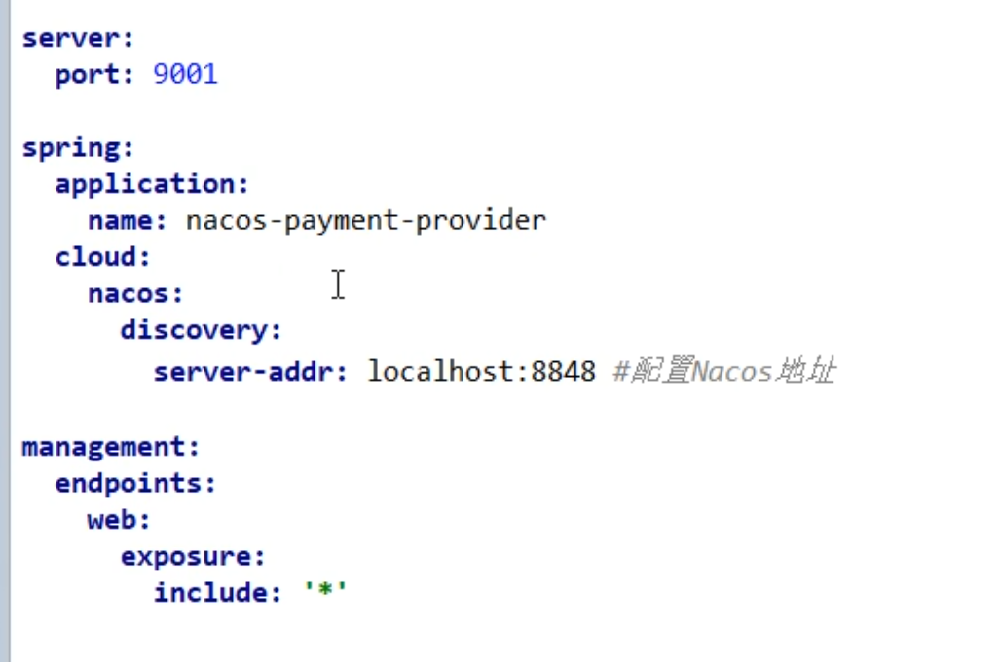 server:
  port: 9001
spring:
  application:
    name: nacos-payment-provider
  cloud:
    nacos:
      discovery:
        server-addr: localhost:8848 #配置Nacos地址
management:
  endpoints:
    web:
      exposure:
        include: '*'